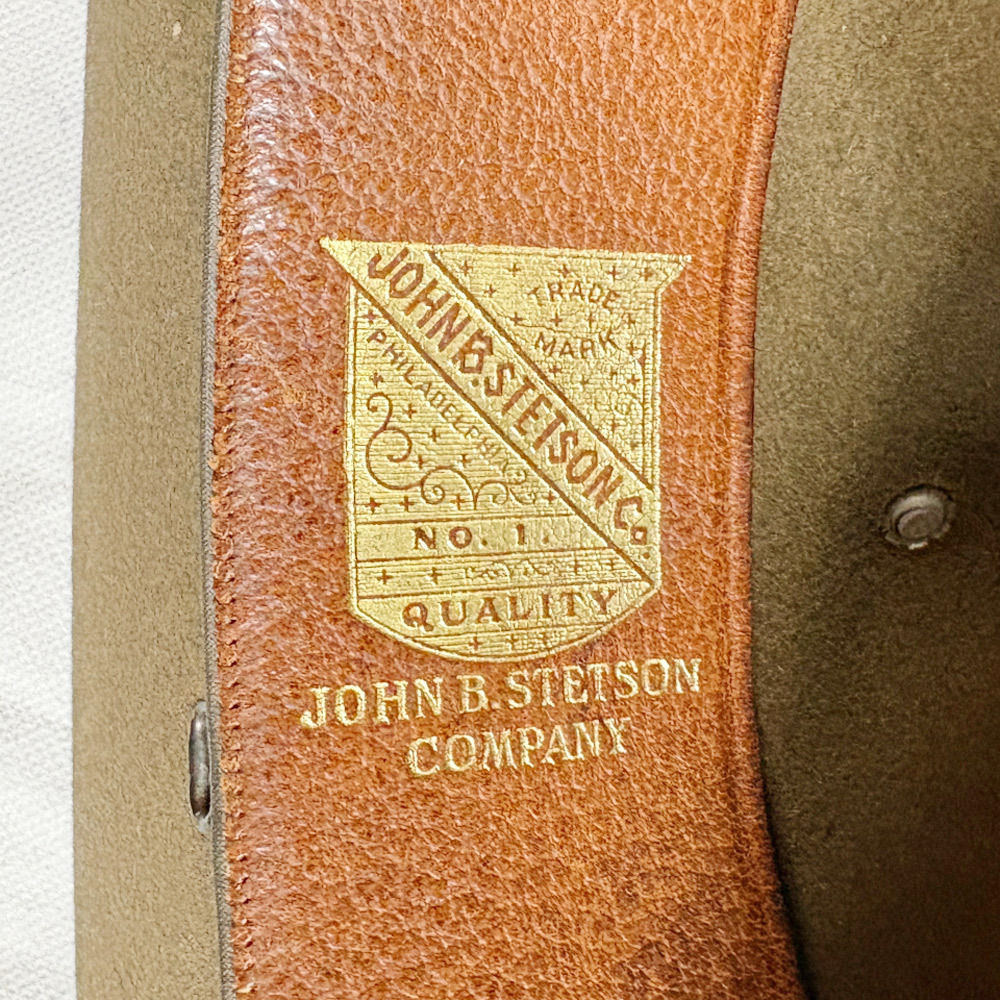 JOHN B. STETSON Co.
TRADE
MARK
PHILADELPHIA
NO. 1.
QUALITY
JOHN B. STETSON
COMPANY